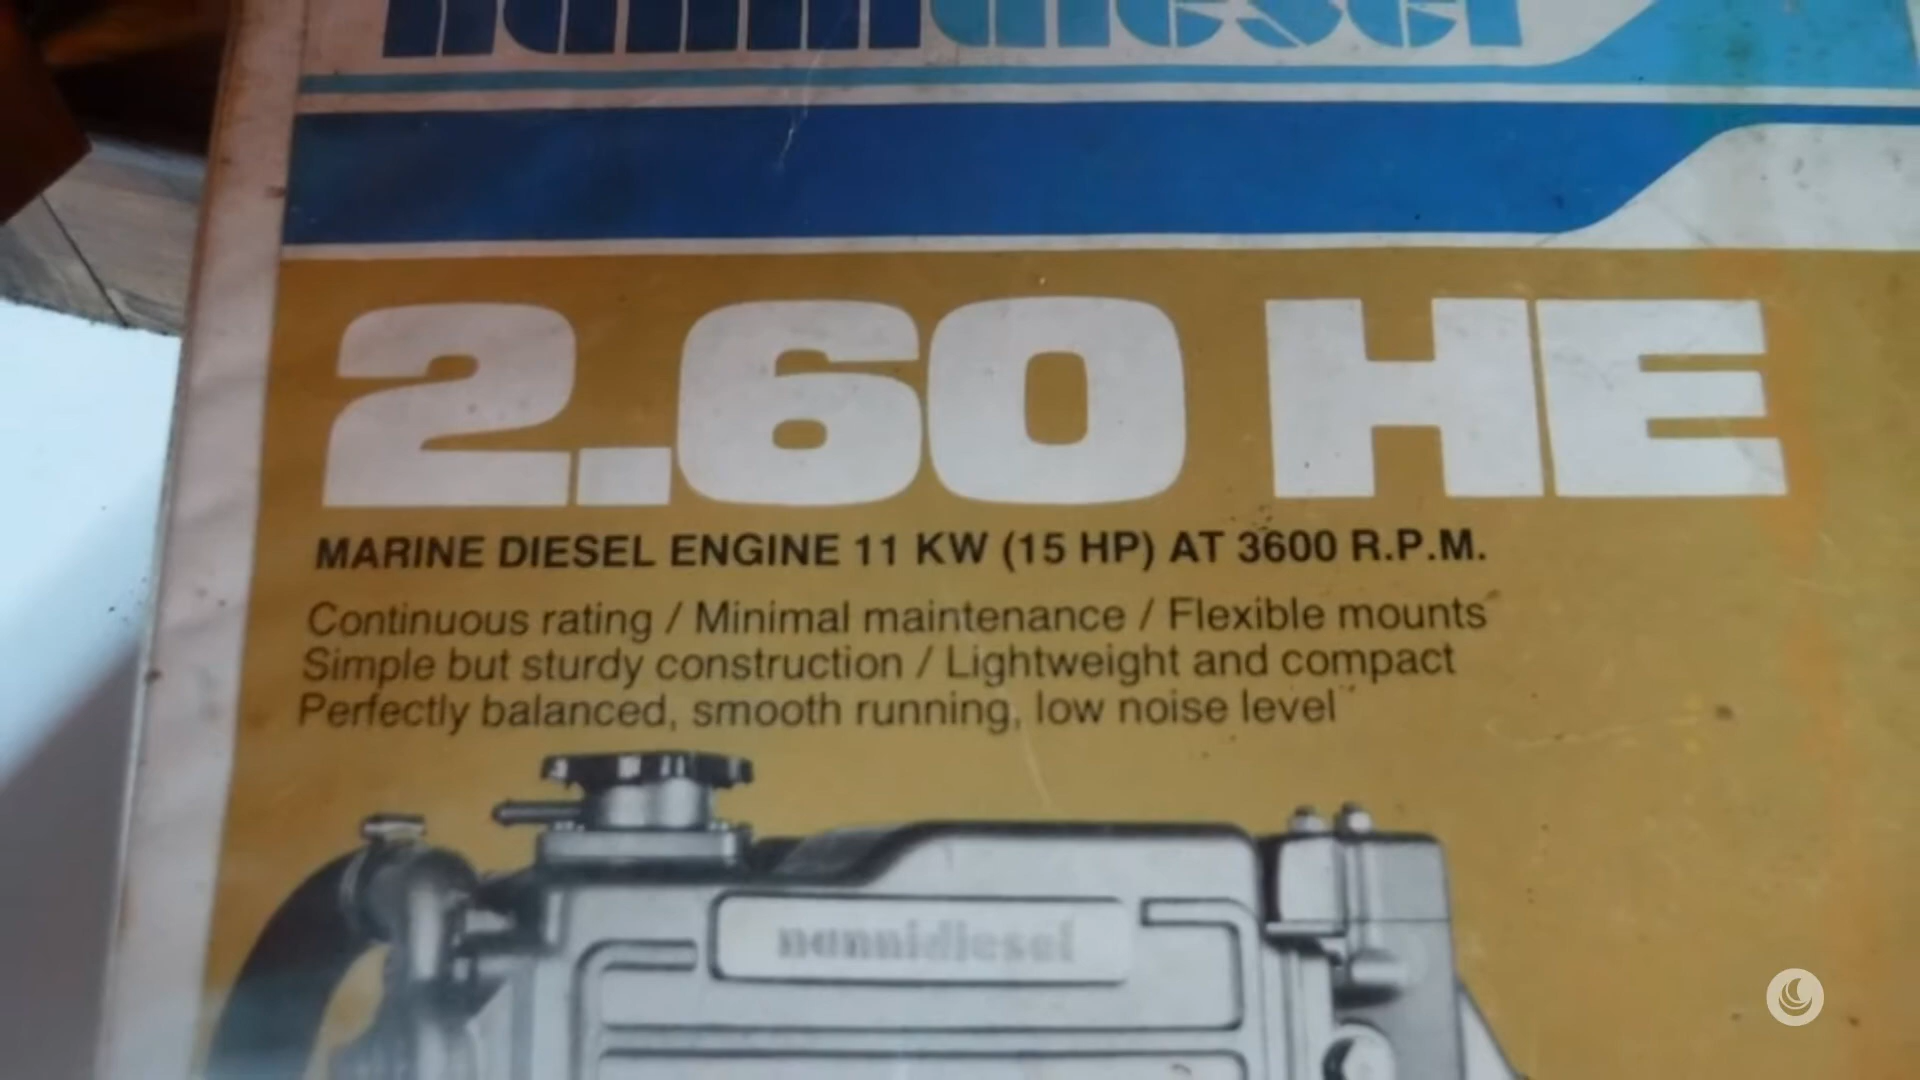 nannidiesel
2.60 HE
MARINE DIESEL ENGINE 11 KW (15 HP) AT 3600 R.P.M.
Continuous rating / Minimal maintenance / Flexible mounts
Simple but sturdy construction / Lightweight and compact
Perfectly balanced, smooth running, low noise level
nannidiesel